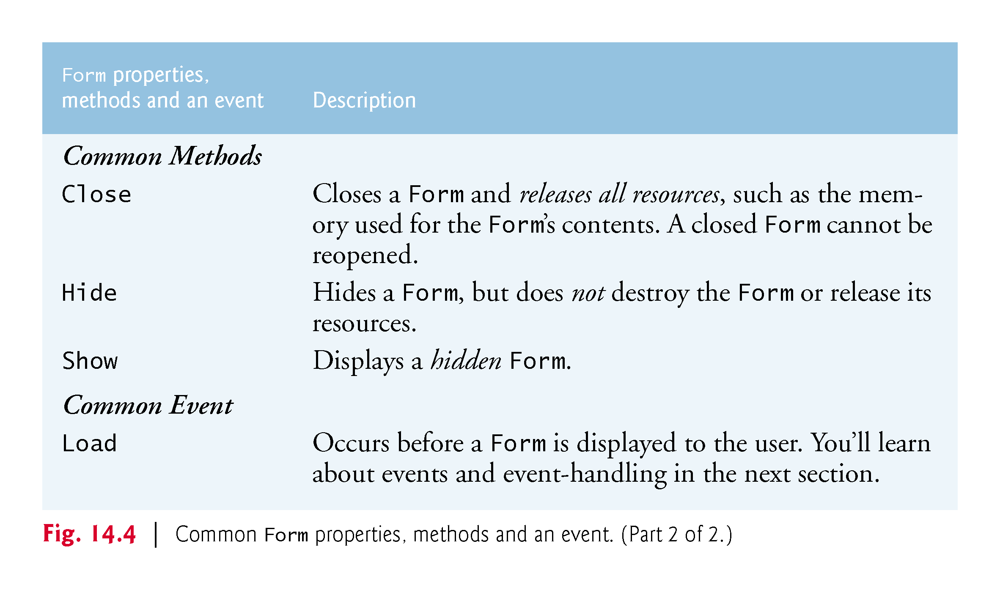 Form properties,
methods and an event Description
Common Methods
Close Closes a Form and releases all resources, such as the mem-
ory used for the Form’s contents. A closed Form cannot be
reopened.
Hide Hides a Form, but does not destroy the Form or release its
resources.
Show Displays a hidden Form.
Common Event
Load Occurs before a Form is displayed to the user. You’ll learn
about events and event-handling in the next section.
Fig. 14.4 | Common Form properties, methods and an event. (Part 2 of 2.)